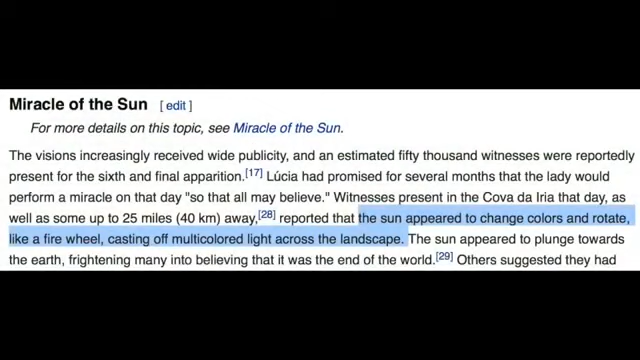 Miracle of the Sun [ edit ]
For more details on this topic, see Miracle of the Sun.
The visions increasingly received wide publicity, and an estimated fifty thousand witnesses were reportedly
present for the sixth and final apparition.[17] Lúcia had promised for several months that the lady would
perform a miracle on that day "so that all may believe." Witnesses present in the Cova da Iria that day, as
well as some up to 25 miles (40 km) away,[28] reported that the sun appeared to change colors and rotate,
like a fire wheel, casting off multicolored light across the landscape. The sun appeared to plunge towards
the earth, frightening many into believing that it was the end of the world.[29] Others suggested they had